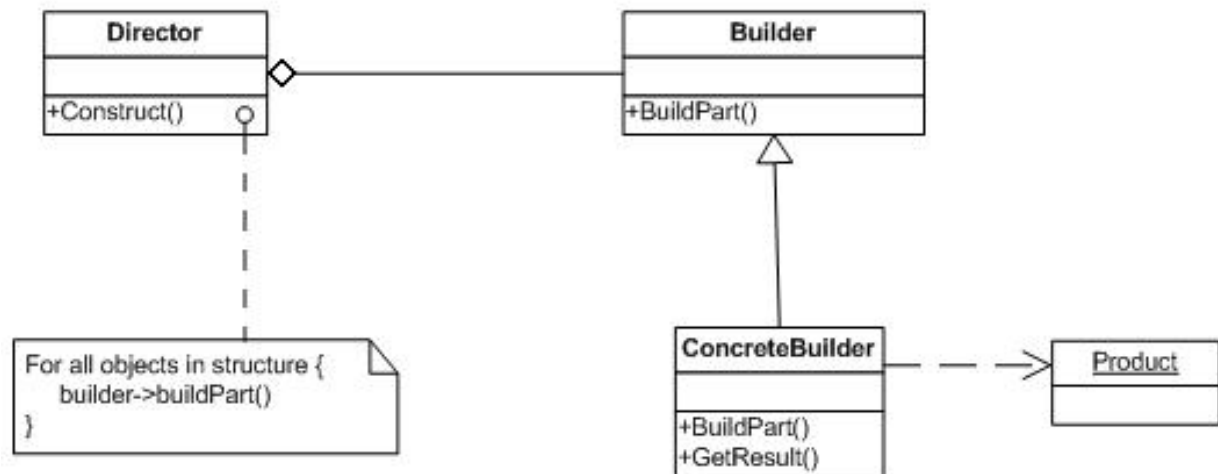 Director
+Construct()
Builder
+BuildPart()
For all objects in structure {
builder->buildPart()
}
ConcreteBuilder
+BuildPart()
+GetResult()
Product